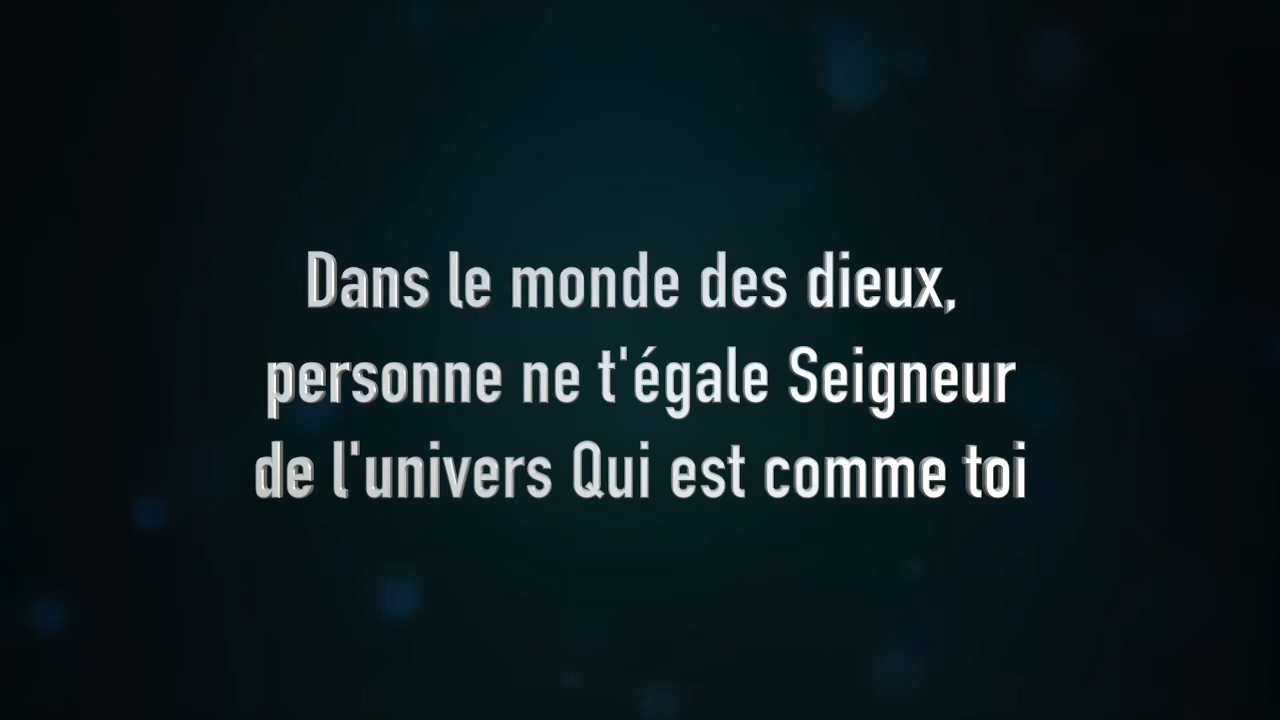 Dans le monde des dieux,
personne ne t'égale Seigneur
de l'univers Qui est comme toi